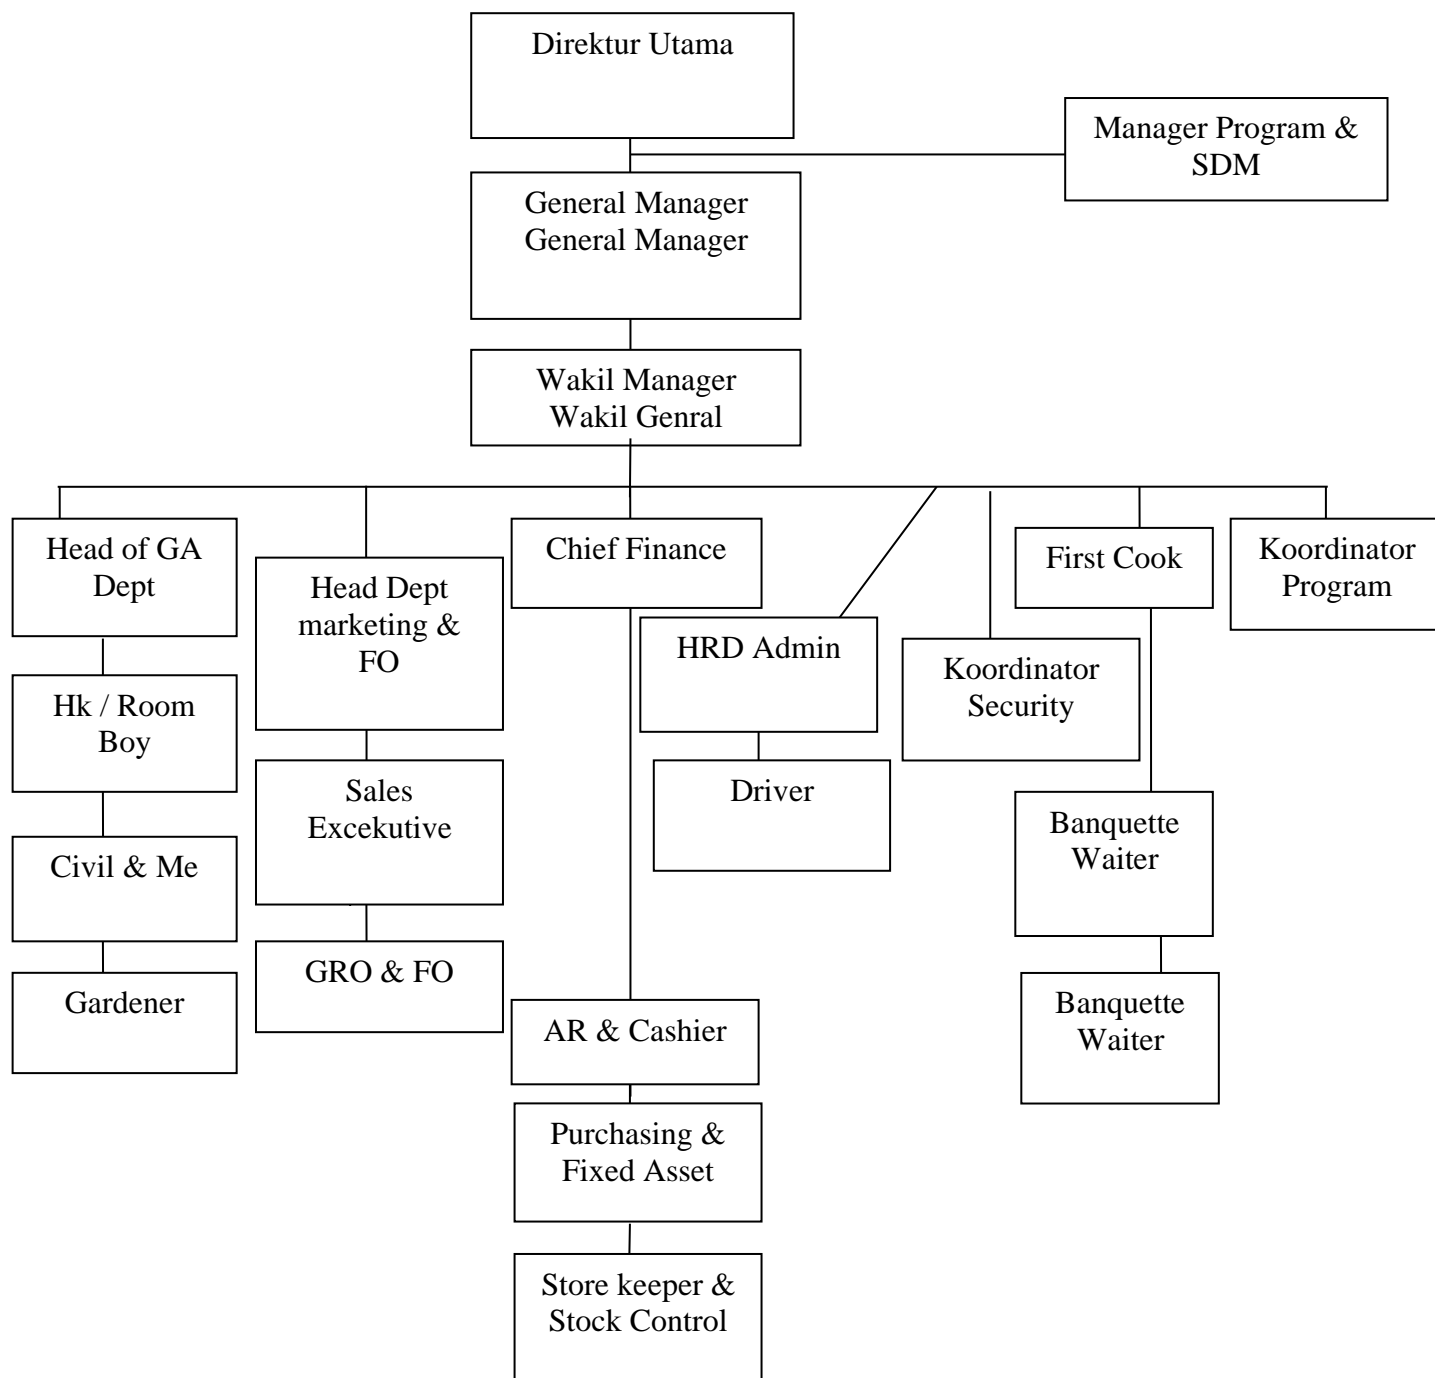 Direktur Utama
Manager Program &
SDM
General Manager
General Manager
Wakil Manager
Wakil Genral
Head of GA
Dept
Head Dept
marketing &
FO
Chief Finance
HRD Admin
Koordinator
Security
First Cook
Koordinator
Program
Hk / Room
Boy
Sales
Excekutive
Driver
Banquette
Waiter
Civil & Me
GRO & FO
Gardener
AR & Cashier
Banquette
Waiter
Purchasing &
Fixed Asset
Store keeper &
Stock Control